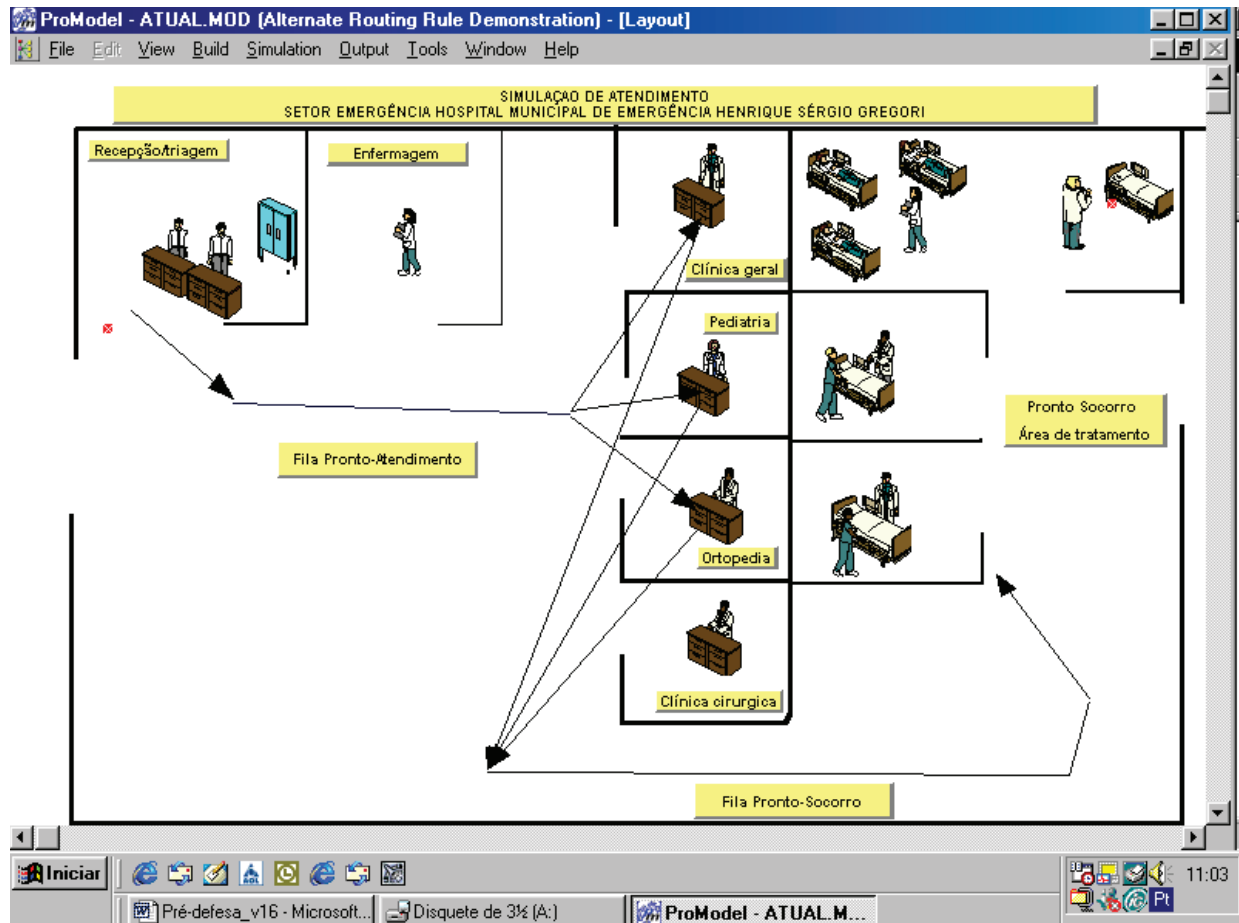 ProModel - ATUAL.MOD (Alternate Routing Rule Demonstration) - [Layout]
File Edit View Build Simulation Output Tools Window Help
SIMULAÇAO DE ATENDIMENTO
SETOR EMERGÊNCIA HOSPITAL MUNICIPAL DE EMERGÊNCIA HENRIQUE SÉRGIO GREGORI
Recepção/triagem
Enfermagem
Clínica geral
Pediatria
Pronto Socorro
Área de tratamento
Fila Pronto-Atendimento
Ortopedia
Clínica cirurgica
Fila Pronto-Socorro
Iniciar
AOL
Pt
11:03
Pré-defesa_v16 - Microsoft...
Disquete de 3½ (A:)
ProModel - ATUAL.M...